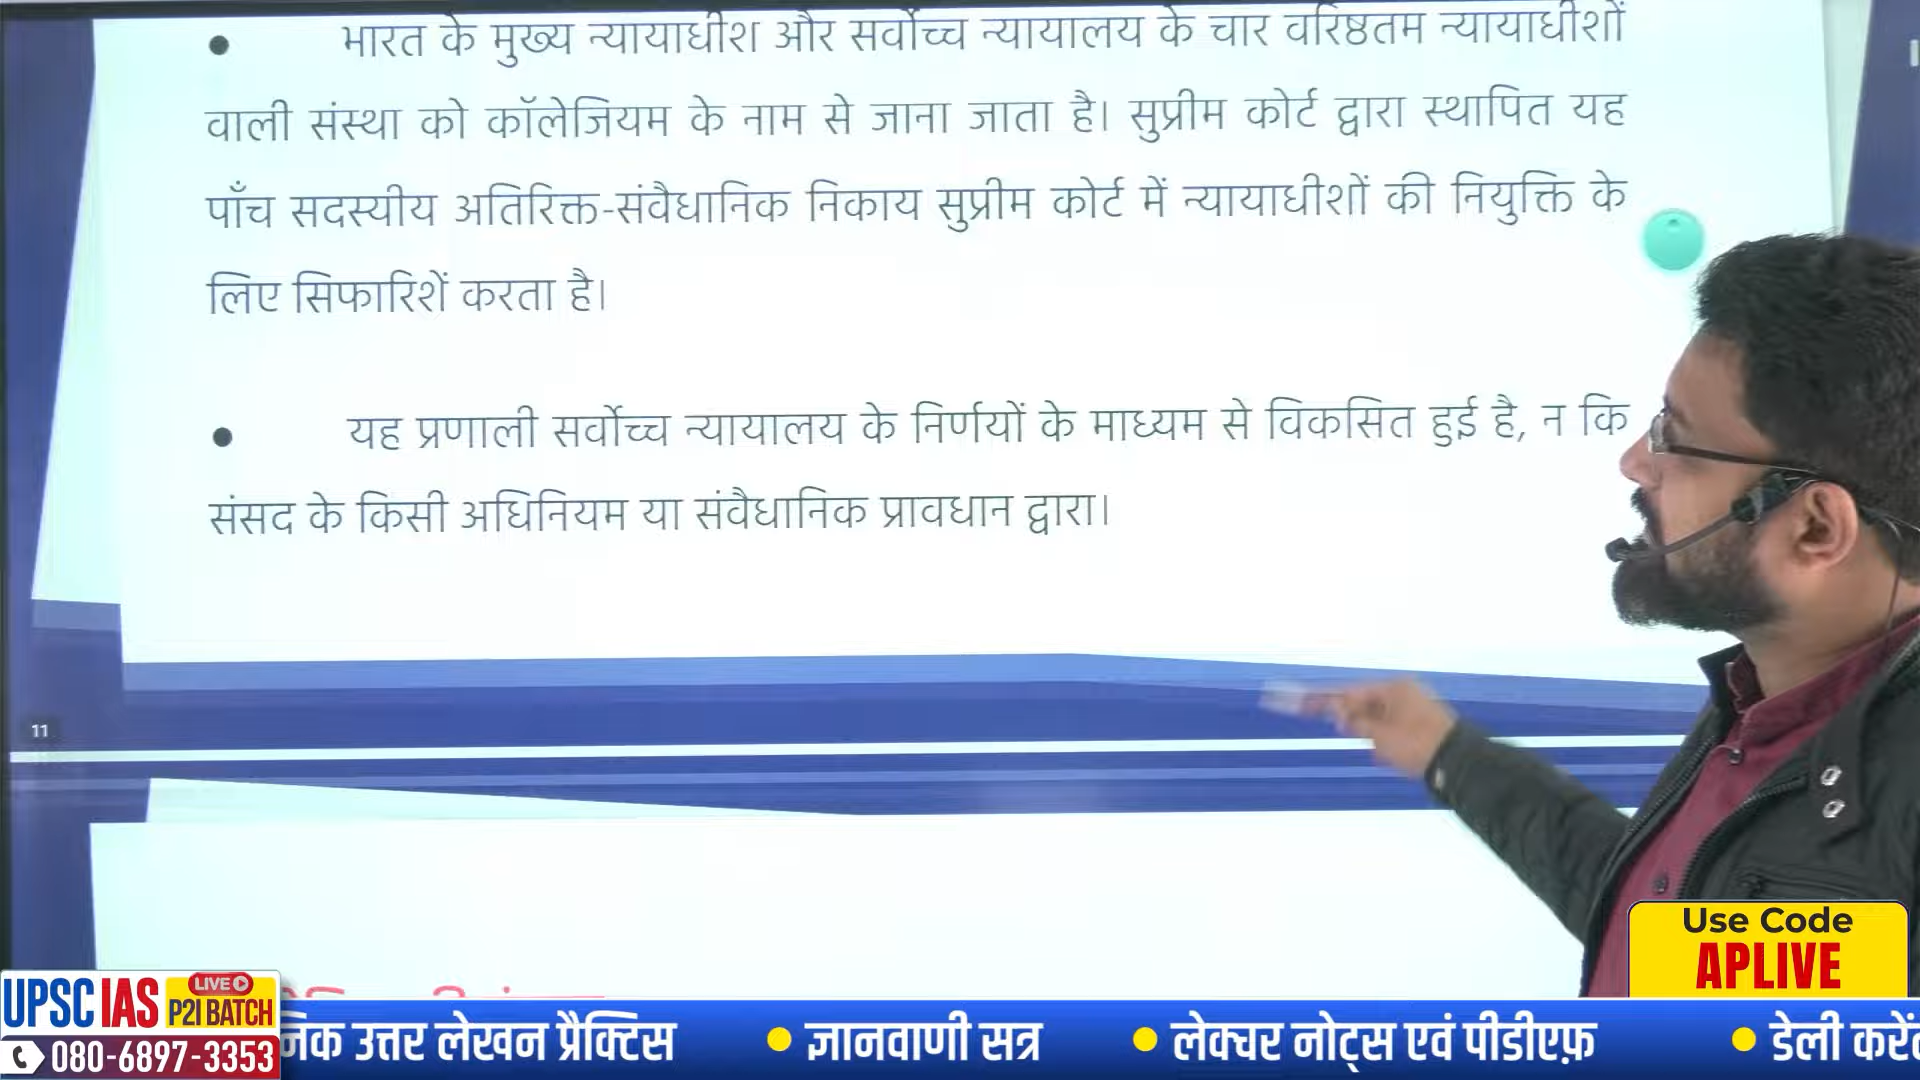 भारत के मुख्य न्यायाधीश और सर्वोच्च न्यायालय के चार वरिष्ठतम न्यायाधीशों
वाली संस्था को कॉलेजियम के नाम से जाना जाता है। सुप्रीम कोर्ट द्वारा स्थापित यह
पाँच सदस्यीय अतिरिक्त-संवैधानिक निकाय सुप्रीम कोर्ट में न्यायाधीशों की नियुक्ति के
लिए सिफारिशें करता है।
यह प्रणाली सर्वोच्च न्यायालय के निर्णयों के माध्यम से विकसित हुई है, न कि
संसद के किसी अधिनियम या संवैधानिक प्रावधान द्वारा।
11
Use Code
APLIVE
UPSC IAS LIVE
P2I BATCH
080-6897-3353
उत्तर लेखन प्रैक्टिस ज्ञानवाणी सत्र लेक्चर नोट्स एवं पीडीएफ़ डेली